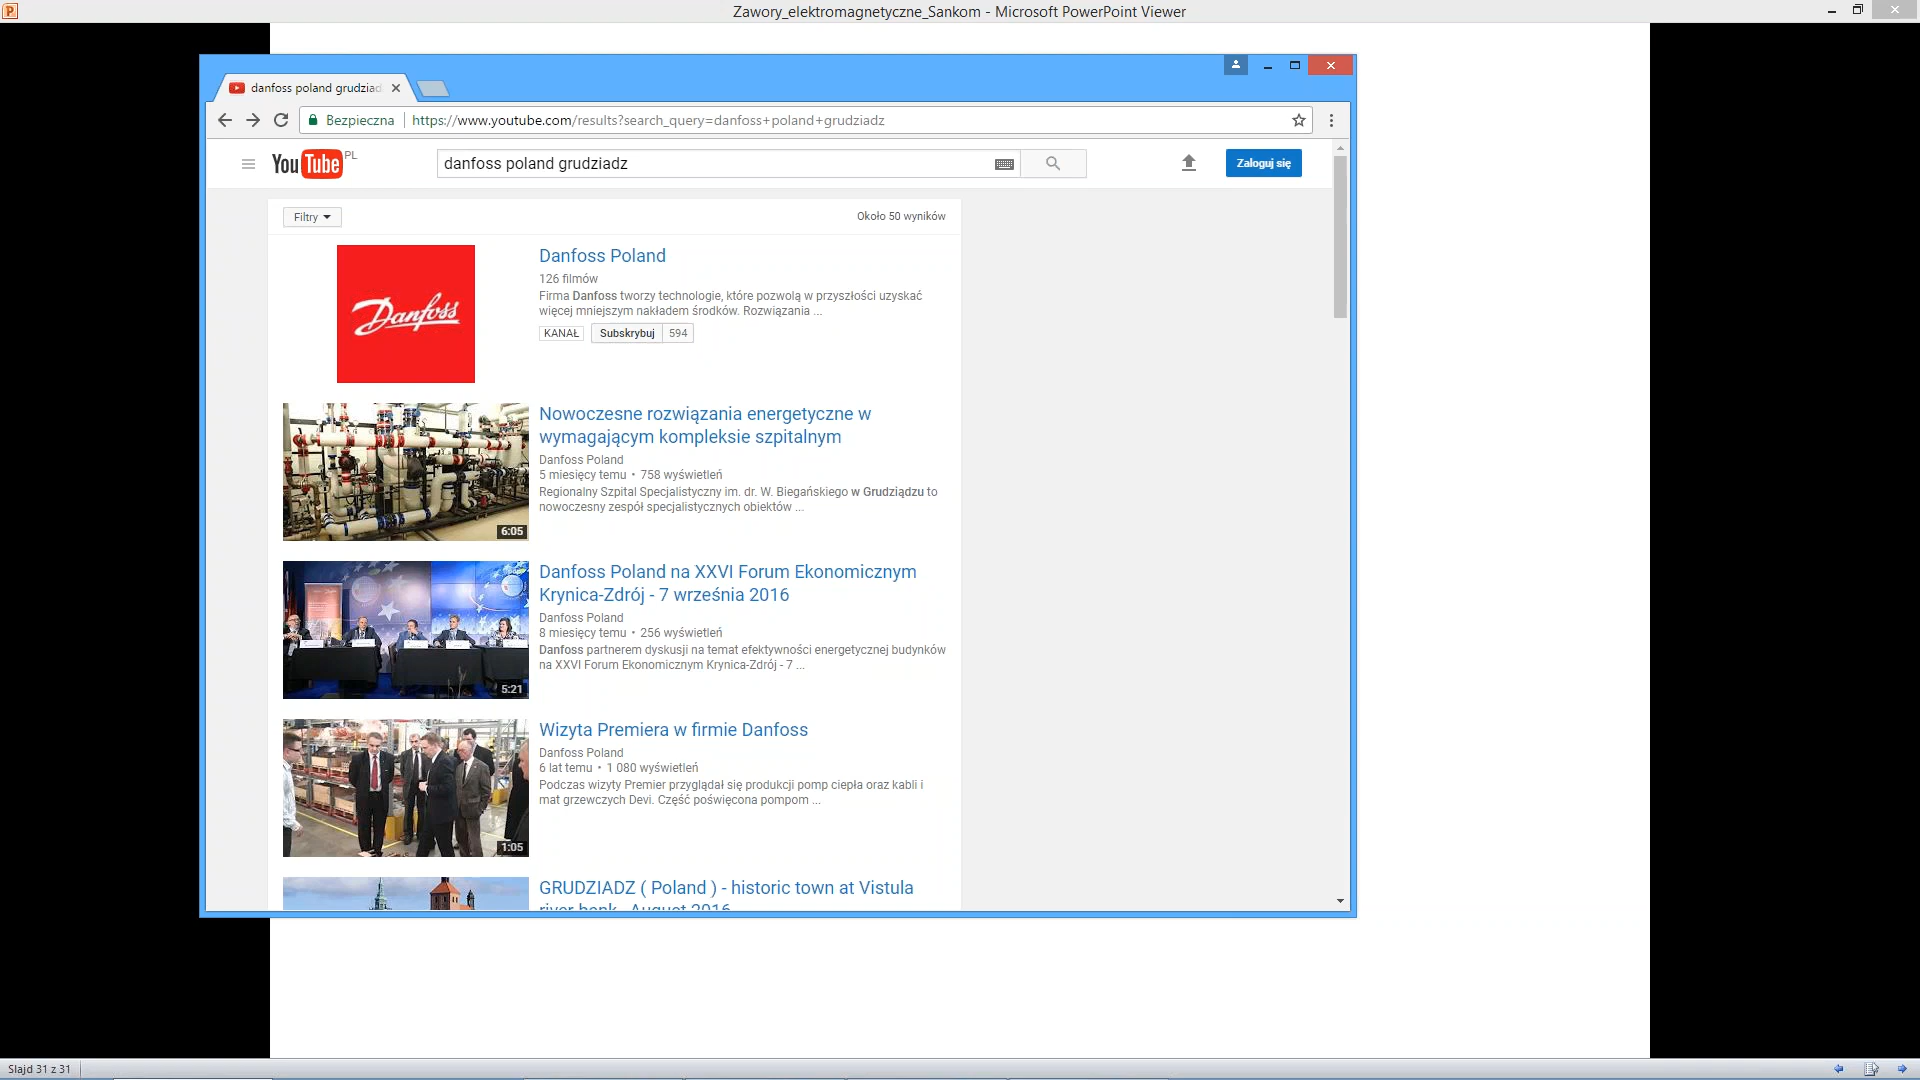 Zawory_elektromagnetyczne_Sankom - Microsoft PowerPoint Viewer
danfoss poland grudziad
Bezpieczna https://www.youtube.com/results?search_query=danfoss+poland+grudziadz
YouTube PL
danfoss poland grudziadz
Zaloguj się
Filtry
Około 50 wyników
Danfoss
Danfoss Poland
126 filmów
Firma Danfoss tworzy technologie, które pozwolą w przyszłości uzyskać
więcej mniejszym nakładem środków. Rozwiązania ...
KANAŁ Subskrybuj 594
Nowoczesne rozwiązania energetyczne w
wymagającym kompleksie szpitalnym
Danfoss Poland
5 miesięcy temu • 758 wyświetleń
Regionalny Szpital Specjalistyczny im. dr. W. Biegańskiego w Grudziądzu to
nowoczesny zespół specjalistycznych obiektów ...
6:05
Danfoss Poland na XXVI Forum Ekonomicznym
Krynica-Zdrój - 7 września 2016
Danfoss Poland
8 miesięcy temu • 256 wyświetleń
Danfoss partnerem dyskusji na temat efektywności energetycznej budynków
na XXVI Forum Ekonomicznym Krynica-Zdrój - 7 ...
5:21
Wizyta Premiera w firmie Danfoss
Danfoss Poland
6 lat temu • 1 080 wyświetleń
Podczas wizyty Premier przyglądał się produkcji pomp ciepła oraz kabli i
mat grzewczych Devi. Część poświęcona pompom ...
1:05
GRUDZIADZ ( Poland ) - historic town at Vistula
river bank - August 2016
Slajd 31 z 31